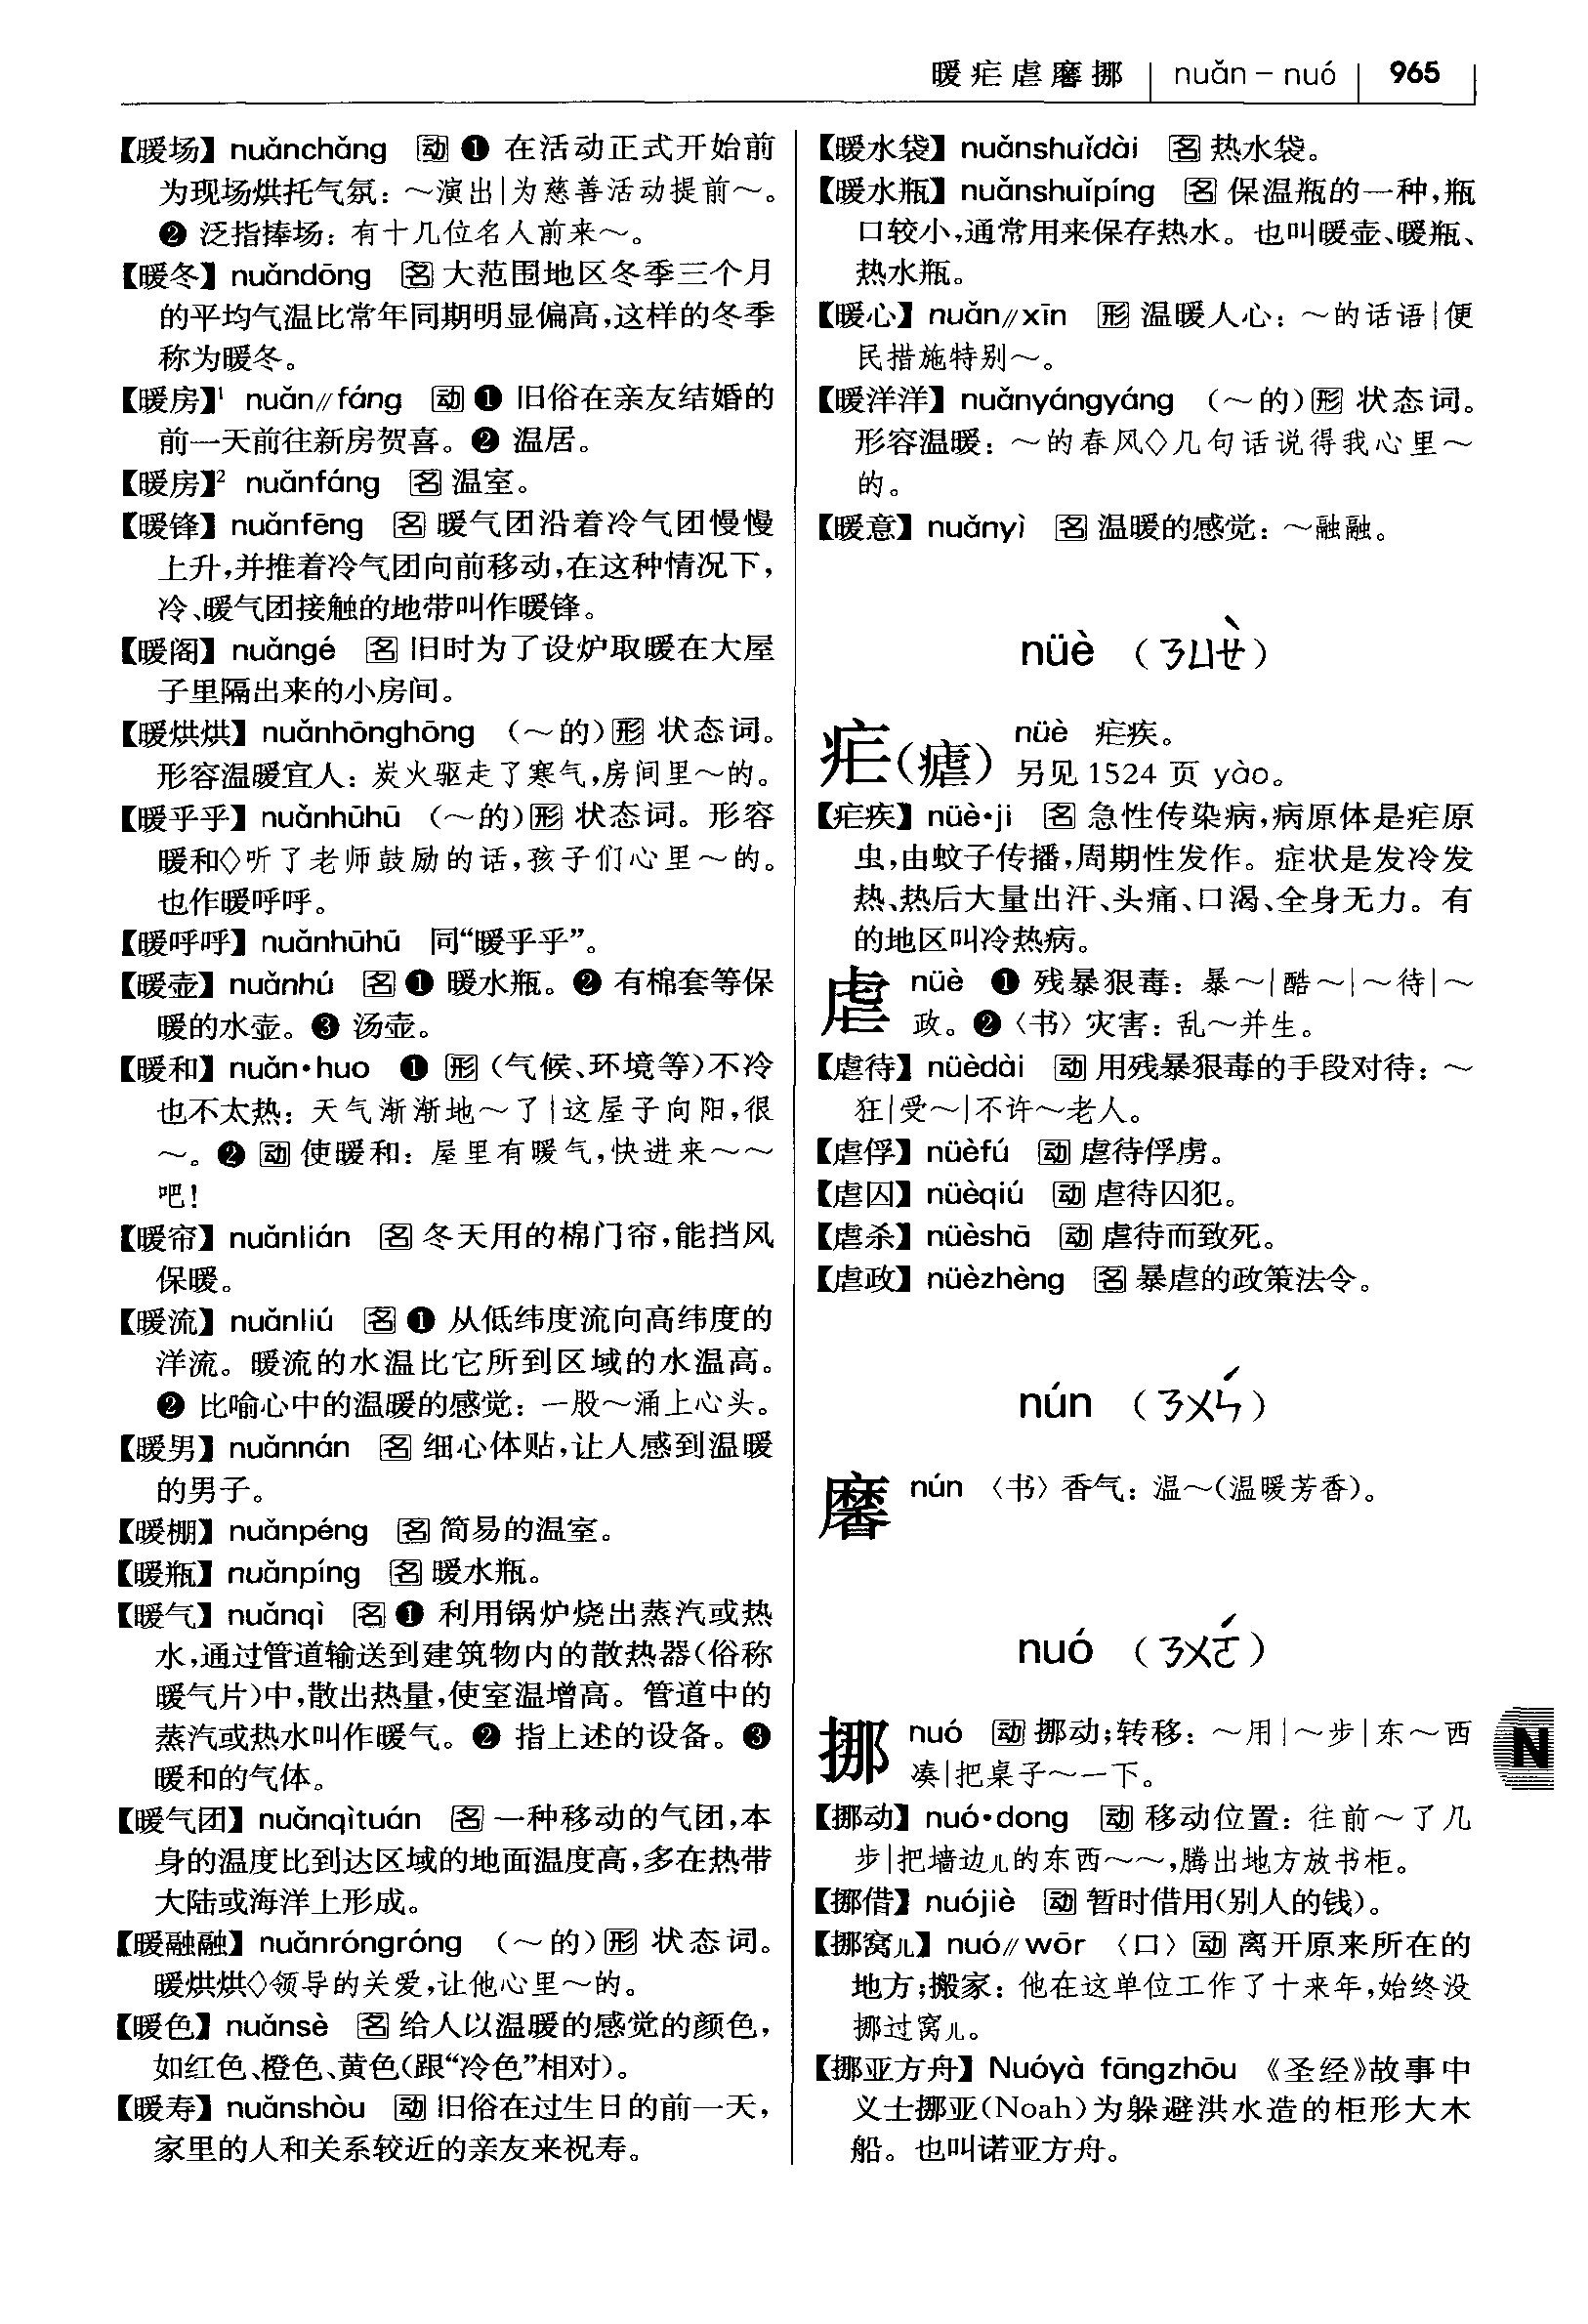 暖疟虐黁挪 | nuǎn – nuó | 965
【暖场】nuǎnchǎng 动 ❶ 在活动正式开始前
为现场烘托气氛：～演出|为慈善活动提前～。
❷ 泛指捧场：有十几位名人前来～。
【暖冬】nuǎndōng 名 大范围地区冬季三个月
的平均气温比常年同期明显偏高，这样的冬季
称为暖冬。
【暖房】¹ nuǎn//fáng 动 ❶ 旧俗在亲友结婚的
前一天前往新房贺喜。❷ 温居。
【暖房】² nuǎnfáng 名 温室。
【暖锋】nuǎnfēng 名 暖气团沿着冷气团慢慢
上升，并推着冷气团向前移动，在这种情况下，
冷、暖气团接触的地带叫作暖锋。
【暖阁】nuǎngé 名 旧时为了设炉取暖在大屋
子里隔出来的小房间。
【暖烘烘】nuǎnhōnghōng （～的）形 状态词。
形容温暖宜人：炭火驱走了寒气，房间里～的。
【暖乎乎】nuǎnhūhū （～的）形 状态词。形容
暖和◇听了老师鼓励的话，孩子们心里～的。
也作暖呼呼。
【暖呼呼】nuǎnhūhū 同“暖乎乎”。
【暖壶】nuǎnhú 名 ❶ 暖水瓶。❷ 有棉套等保
暖的水壶。❸ 汤壶。
【暖和】nuǎn·huo ❶ 形（气候、环境等）不冷
也不太热：天气渐渐地～了|这屋子向阳，很
～。❷ 动 使暖和：屋里有暖气，快进来～～
吧！
【暖帘】nuǎnlián 名 冬天用的棉门帘，能挡风
保暖。
【暖流】nuǎnliú 名 ❶ 从低纬度流向高纬度的
洋流。暖流的水温比它所到区域的水温高。
❷ 比喻心中的温暖的感觉：一股～涌上心头。
【暖男】nuǎnnán 名 细心体贴，让人感到温暖
的男子。
【暖棚】nuǎnpéng 名 简易的温室。
【暖瓶】nuǎnpíng 名 暖水瓶。
【暖气】nuǎnqì 名 ❶ 利用锅炉烧出蒸汽或热
水，通过管道输送到建筑物内的散热器（俗称
暖气片）中，散出热量，使室温增高。管道中的
蒸汽或热水叫作暖气。❷ 指上述的设备。❸
暖和的气体。
【暖气团】nuǎnqìtuán 名 一种移动的气团，本
身的温度比到达区域的地面温度高，多在热带
大陆或海洋上形成。
【暖融融】nuǎnróngróng （～的）形 状态词。
暖烘烘◇领导的关爱，让他心里～的。
【暖色】nuǎnsè 名 给人以温暖的感觉的颜色，
如红色、橙色、黄色（跟“冷色”相对）。
【暖寿】nuǎnshòu 动 旧俗在过生日的前一天，
家里的人和关系较近的亲友来祝寿。
【暖水袋】nuǎnshuǐdài 名 热水袋。
【暖水瓶】nuǎnshuǐpíng 名 保温瓶的一种，瓶
口较小，通常用来保存热水。也叫暖壶、暖瓶、
热水瓶。
【暖心】nuǎn//xīn 形 温暖人心：～的话语|便
民措施特别～。
【暖洋洋】nuǎnyángyáng （～的）形 状态词。
形容温暖：～的春风◇几句话说得我心里～
的。
【暖意】nuǎnyì 名 温暖的感觉：～融融。
nüè （ㄋㄩㄝˋ）
疟（瘧） nüè 疟疾。
另见 1524 页 yào。
【疟疾】nüè·ji 名 急性传染病，病原体是疟原
虫，由蚊子传播，周期性发作。症状是发冷发
热、热后大量出汗、头痛、口渴、全身无力。有
的地区叫冷热病。
虐 nüè ❶ 残暴狠毒：暴～|酷～|～待|～
政。❷〈书〉灾害：乱～并生。
【虐待】nüèdài 动 用残暴狠毒的手段对待：～
狂|受～|不许～老人。
【虐俘】nüèfú 动 虐待俘虏。
【虐囚】nüèqiú 动 虐待囚犯。
【虐杀】nüèshā 动 虐待而致死。
【虐政】nüèzhèng 名 暴虐的政策法令。
nún （ㄋㄨㄣˊ）
黁 nún〈书〉香气：温～（温暖芳香）。
nuó （ㄋㄨㄛˊ）
挪 nuó 动 挪动；转移：～用|～步|东～西
凑|把桌子～一下。
【挪动】nuó·dong 动 移动位置：往前～了几
步|把墙边儿的东西～～，腾出地方放书柜。
【挪借】nuójiè 动 暂时借用（别人的钱）。
【挪窝儿】nuó//wōr〈口〉动 离开原来所在的
地方；搬家：他在这单位工作了十来年，始终没
挪过窝儿。
【挪亚方舟】Nuóyà fāngzhōu 《圣经》故事中
义士挪亚（Noah）为躲避洪水造的柜形大木
船。也叫诺亚方舟。
N